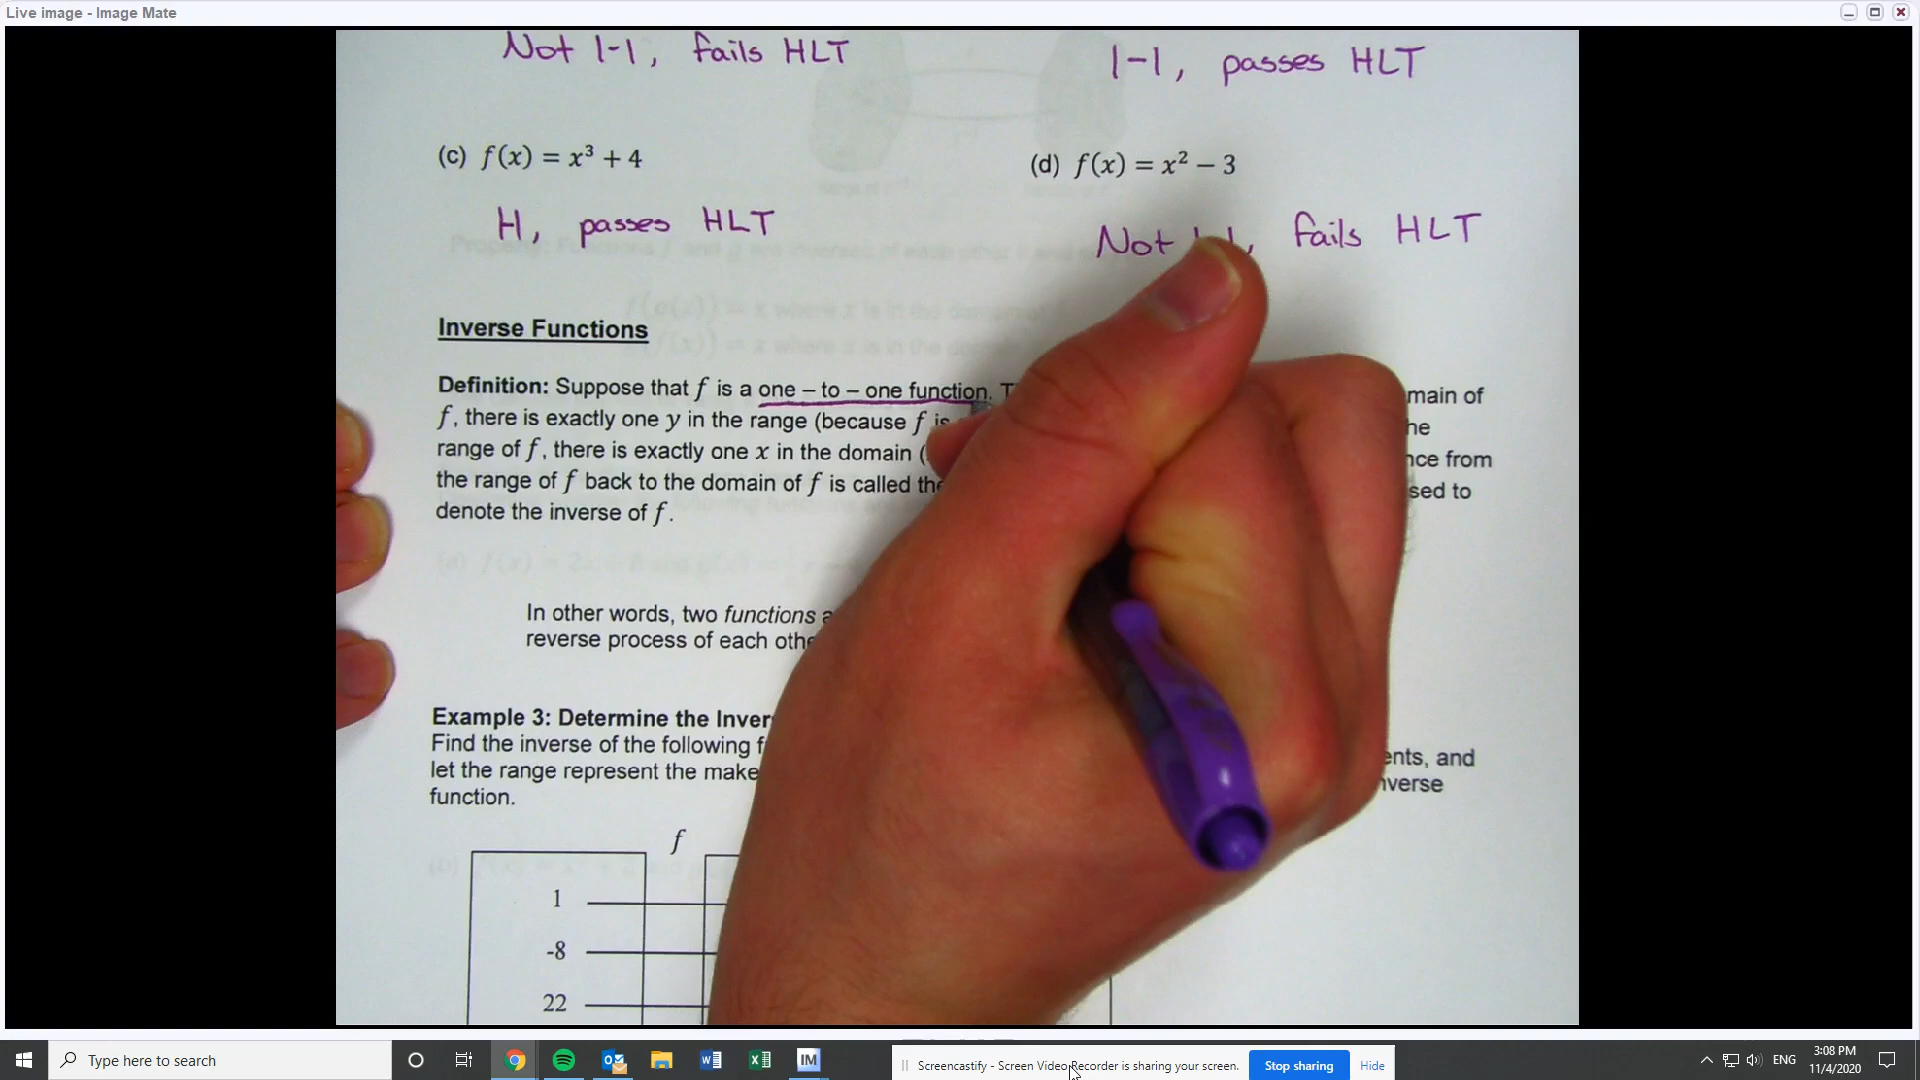 Live image - Image Mate
Not 1-1, fails HLT
1-1, passes HLT
(c) f(x) = x³ + 4
(d) f(x) = x² − 3
1-1, passes HLT
Not 1-1, fails HLT
Inverse Functions
Definition: Suppose that f is a one – to – one function. main of
f, there is exactly one y in the range (because f is
range of f, there is exactly one x in the domain ( nce from
the range of f back to the domain of f is called the sed to
denote the inverse of f.
In other words, two functions
reverse process of each othe
Example 3: Determine the Inver
Find the inverse of the following f ents, and
let the range represent the make nverse
function.
f
1
-8
22
Type here to search
Screencastify - Screen Video Recorder is sharing your screen.
Stop sharing
Hide
ENG
3:08 PM
11/4/2020
IM